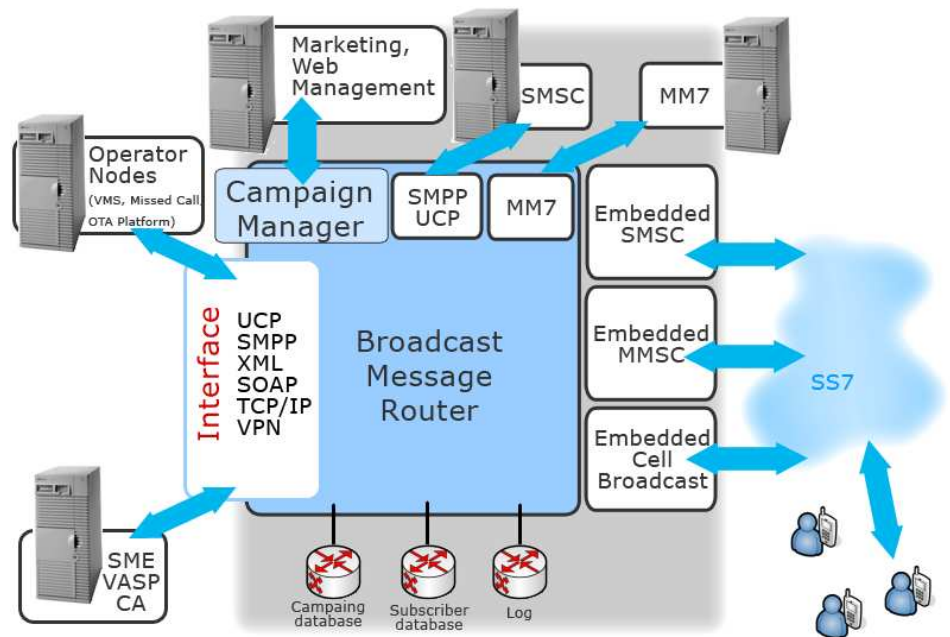 Marketing,
Web
Management
SMSC
MM7
Operator
Nodes
(VMS, Missed Call,
OTA Platform)
Campaign
Manager
SMPP
UCP
MM7
Embedded
SMSC
Interface
UCP
SMPP
XML
SOAP
TCP/IP
VPN
Broadcast
Message
Router
Embedded
MMSC
SS7
Embedded
Cell
Broadcast
SME
VASP
CA
Campaing
database
Subscriber
database
Log